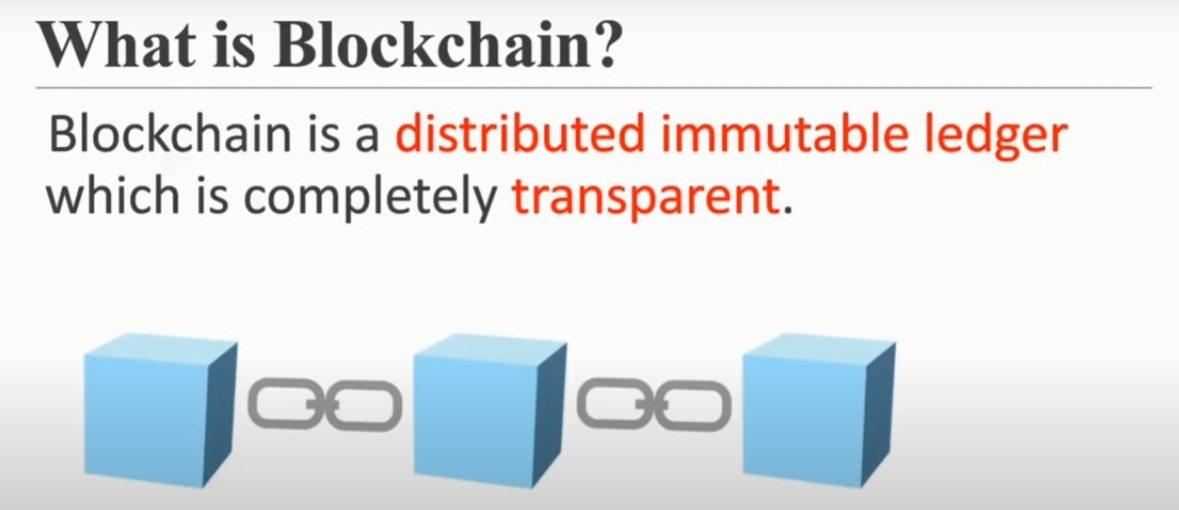 What is Blockchain?
Blockchain is a distributed immutable ledger
which is completely transparent.